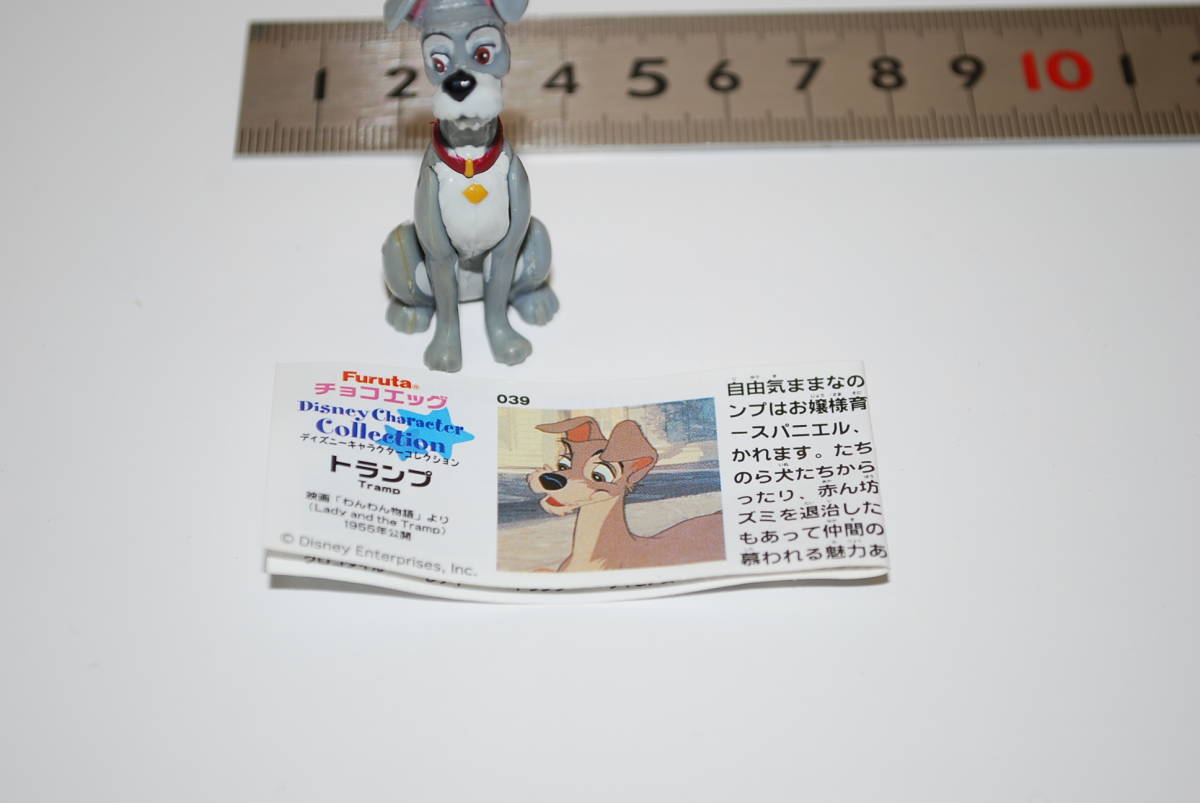 1 2 4 5 6 7 8 9 10 1
Furuta®
チョコエッグ
Disney Character
Collection
ディズニーキャラクターコレクション
トランプ
Tramp
映画「わんわん物語」より
(Lady and the Tramp)
1955年公開
© Disney Enterprises, Inc.
039
自由気ままなの
ンプはお嬢様育
ースパニエル、
かれます。たち
のら犬たちから
ったり、赤ん坊
ズミを退治した
もあって仲間の
慕われる魅力あ